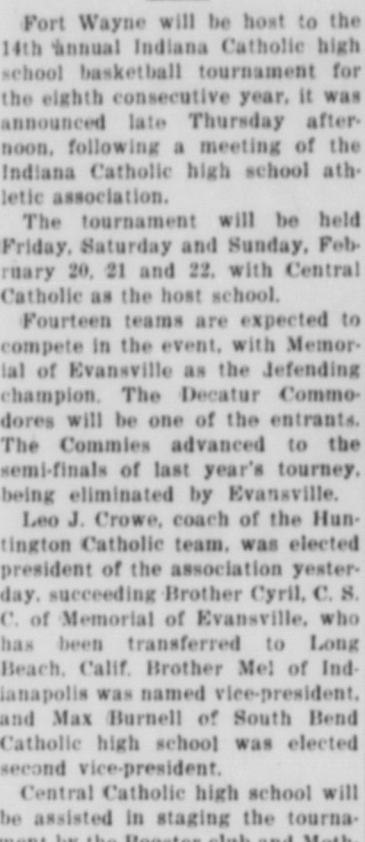 Fort Wayne will be host to the
14th annual Indiana Catholic high
school basketball tournament for
the eighth consecutive year, it was
announced late Thursday after-
noon, following a meeting of the
Indiana Catholic high school ath-
letic association.
The tournament will be held
Friday, Saturday and Sunday, Feb-
ruary 20, 21 and 22, with Central
Catholic as the host school.
Fourteen teams are expected to
compete in the event, with Memor-
ial of Evansville as the defending
champion. The Decatur Commo-
dores will be one of the entrants.
The Commies advanced to the
semi-finals of last year's tourney,
being eliminated by Evansville.
Leo J. Crowe, coach of the Hun-
tington Catholic team, was elected
president of the association yester-
day, succeeding Brother Cyril, C. S.
C. of Memorial of Evansville, who
has been transferred to Long
Beach, Calif. Brother Mel of Ind-
ianapolis was named vice-president,
and Max Burnell of South Bend
Catholic high school was elected
second vice-president.
Central Catholic high school will
be assisted in staging the tourna-
ment by the Booster club and Moth-